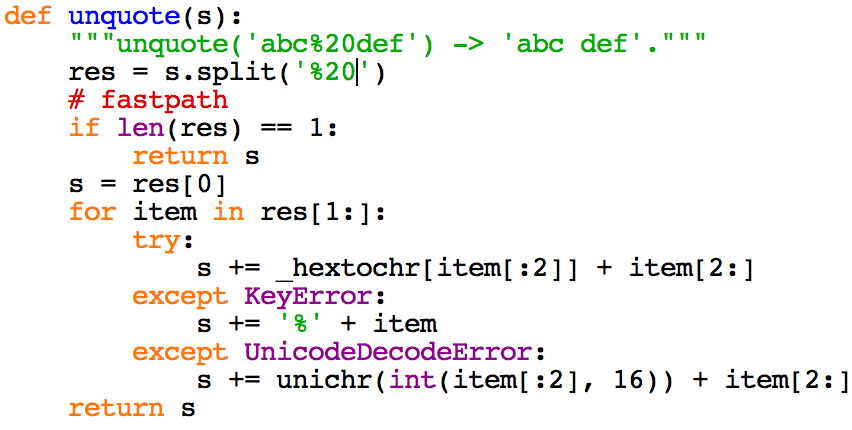 def unquote(s):
    """unquote('abc%20def') -> 'abc def'."""
    res = s.split('%20')
    # fastpath
    if len(res) == 1:
        return s
    s = res[0]
    for item in res[1:]:
        try:
            s += _hextochr[item[:2]] + item[2:]
        except KeyError:
            s += '%' + item
        except UnicodeDecodeError:
            s += unichr(int(item[:2], 16)) + item[2:]
    return s